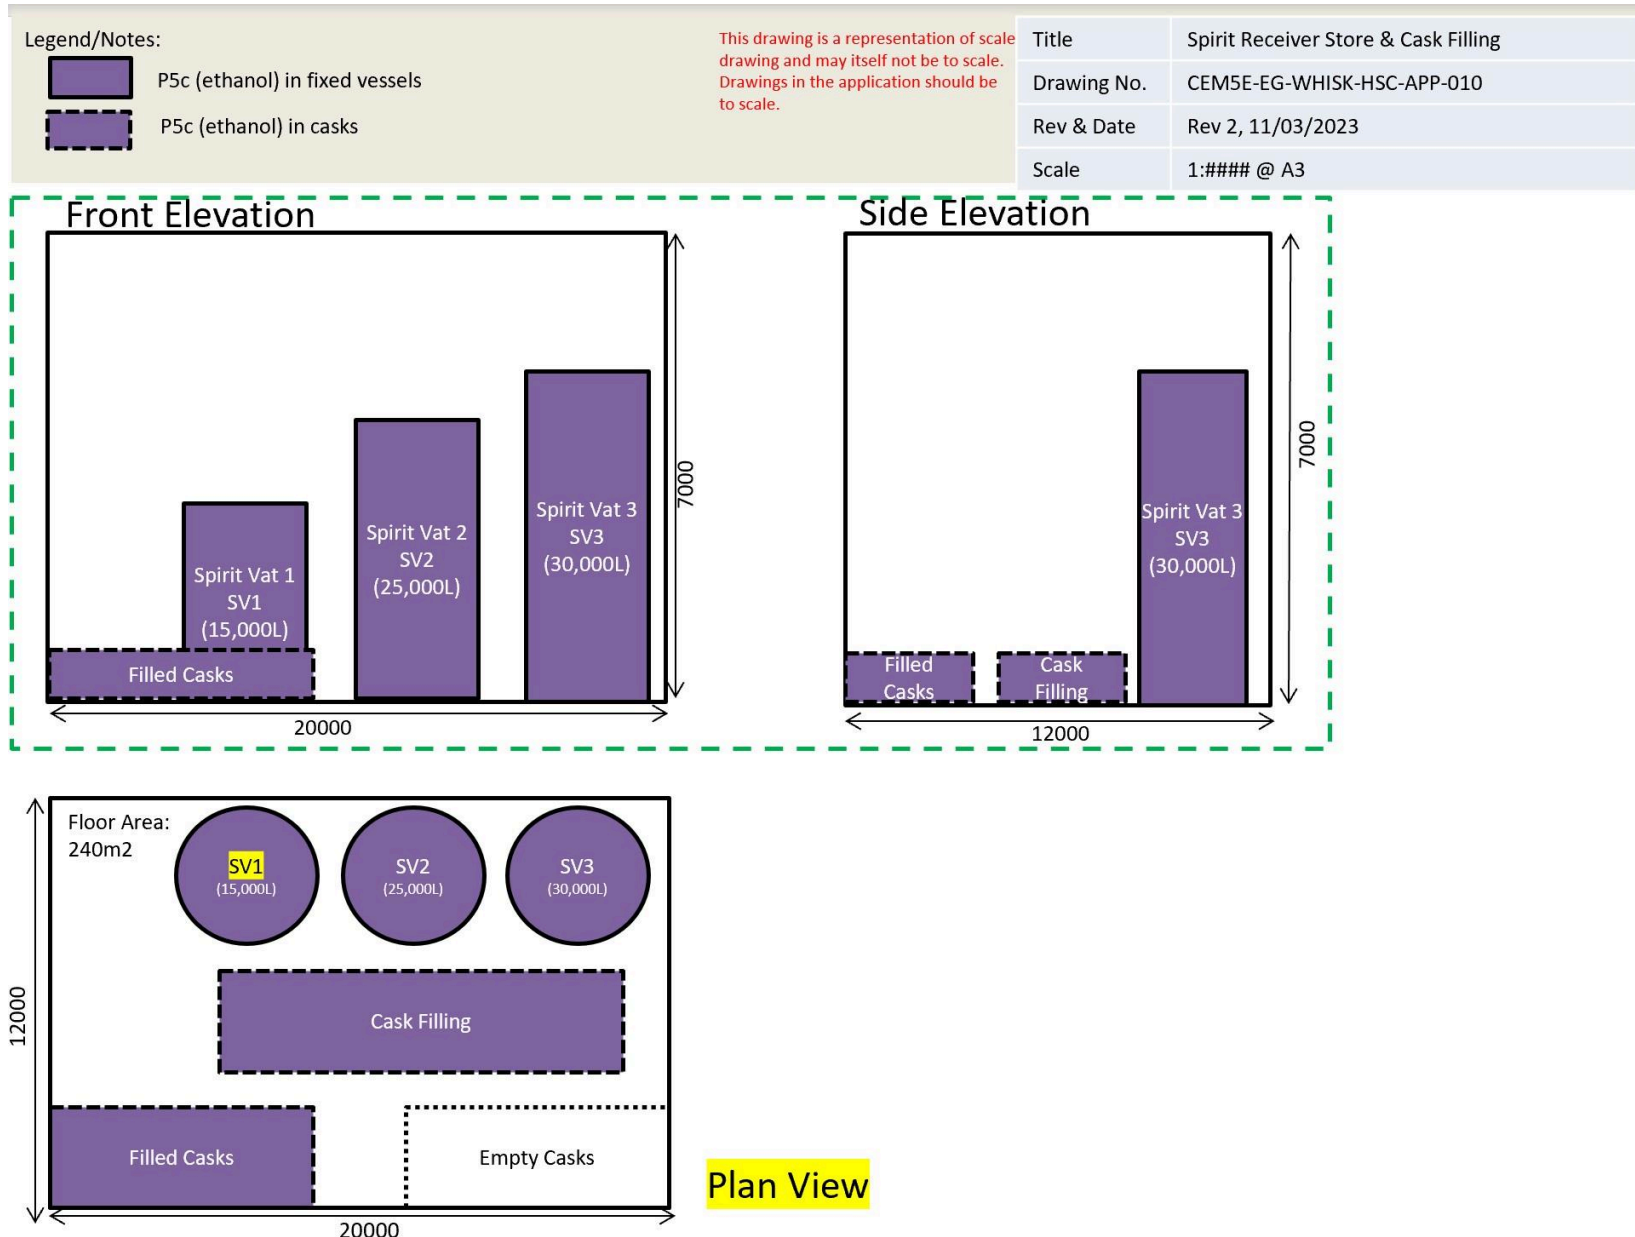 Legend/Notes:
P5c (ethanol) in fixed vessels
P5c (ethanol) in casks
This drawing is a representation of scale
drawing and may itself not be to scale.
Drawings in the application should be
to scale.
Title
Spirit Receiver Store & Cask Filling
Drawing No.
CEM5E-EG-WHISK-HSC-APP-010
Rev & Date
Rev 2, 11/03/2023
Scale
1:#### @ A3
Front Elevation
Spirit Vat 1
SV1
(15,000L)
Spirit Vat 2
SV2
(25,000L)
Spirit Vat 3
SV3
(30,000L)
Filled Casks
7000
20000
Side Elevation
Filled
Casks
Cask
Filling
Spirit Vat 3
SV3
(30,000L)
7000
12000
Floor Area:
240m2
SV1
(15,000L)
SV2
(25,000L)
SV3
(30,000L)
Cask Filling
12000
Filled Casks
Empty Casks
20000
Plan View